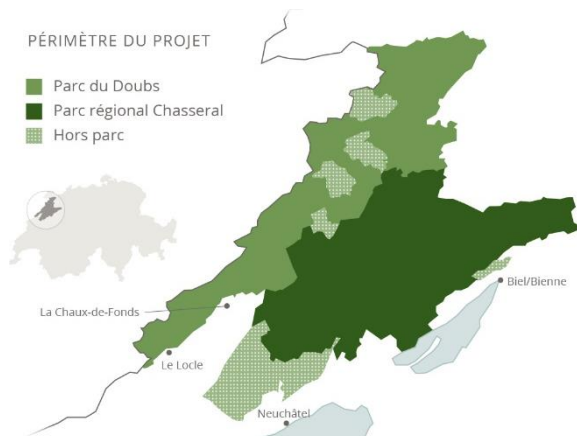 PÉRIMÈTRE DU PROJET
Parc du Doubs
Parc régional Chasseral
Hors parc
La Chaux-de-Fonds
Biel/Bienne
Le Locle
Neuchâtel